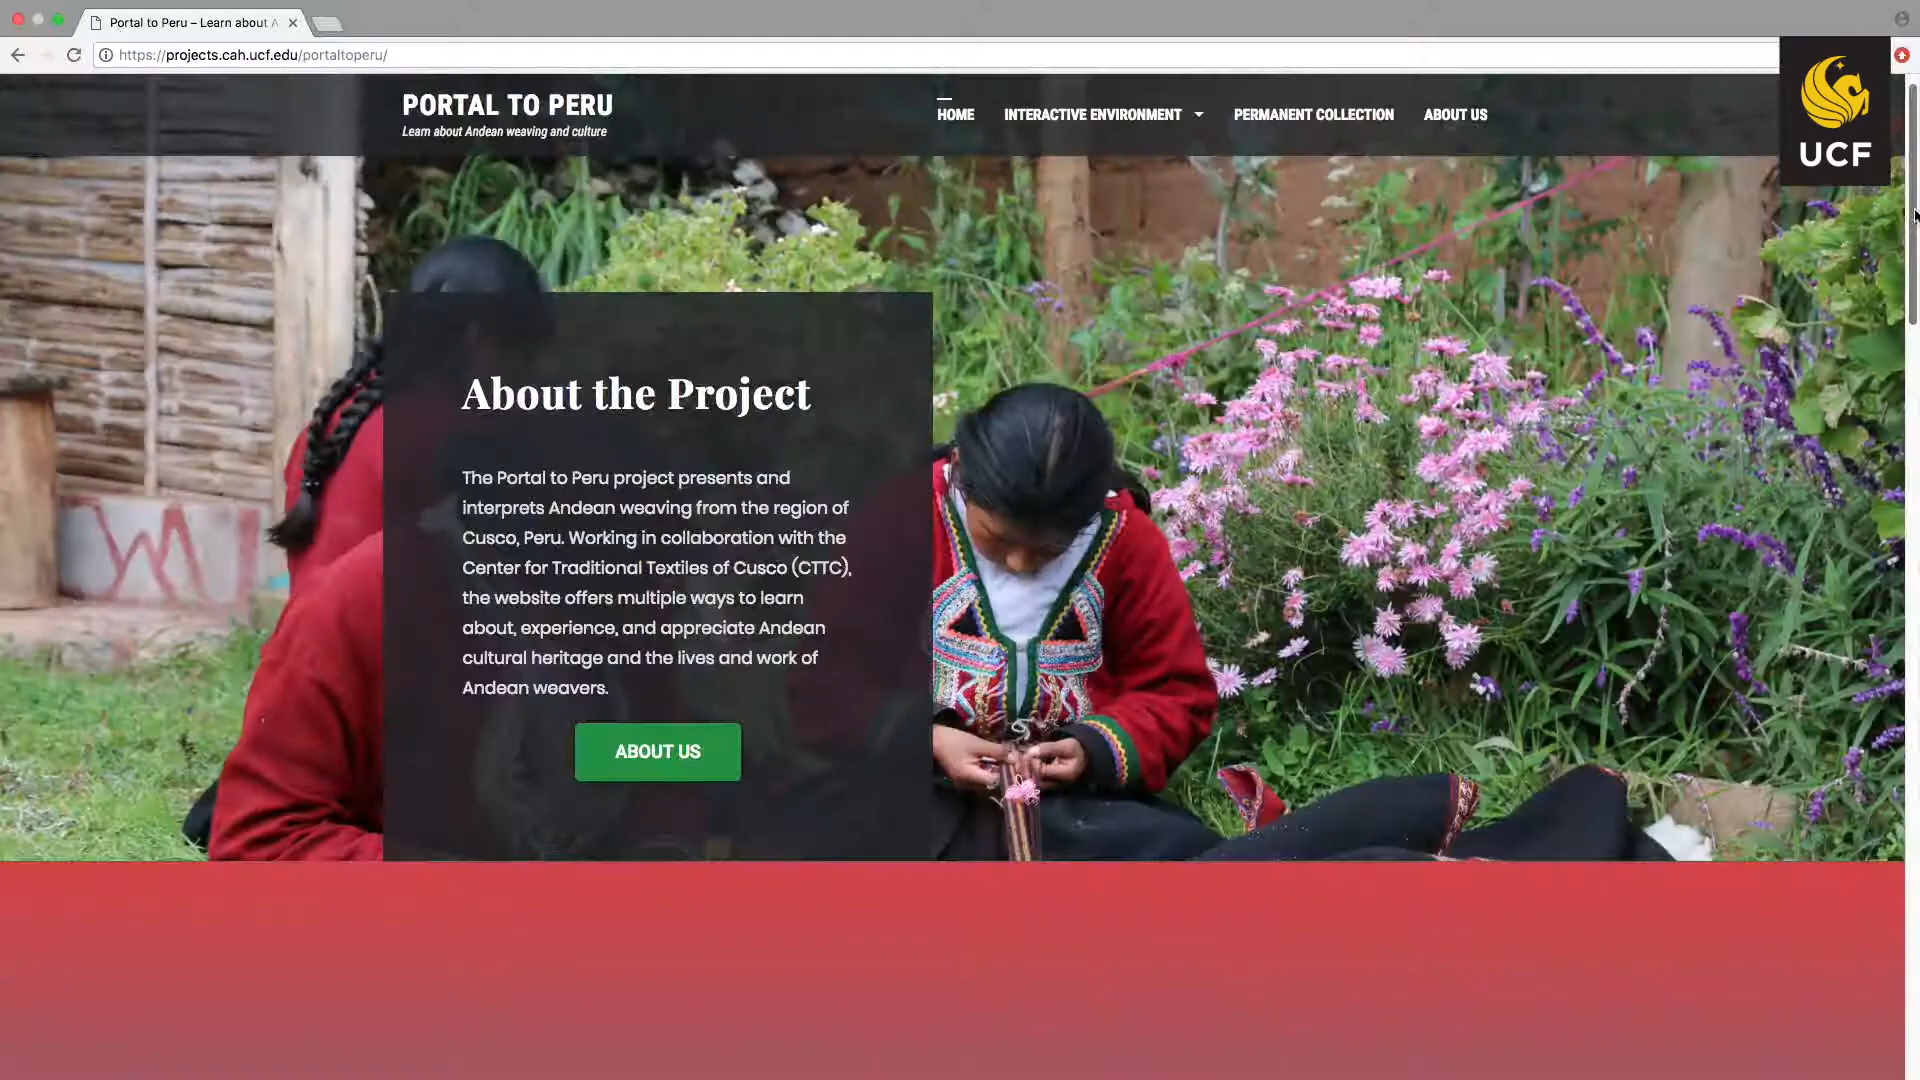 Portal to Peru – Learn about A
https://projects.cah.ucf.edu/portaltoperu/
PORTAL TO PERU
Learn about Andean weaving and culture
HOME
INTERACTIVE ENVIRONMENT
PERMANENT COLLECTION
ABOUT US
UCF
About the Project
The Portal to Peru project presents and
interprets Andean weaving from the region of
Cusco, Peru. Working in collaboration with the
Center for Traditional Textiles of Cusco (CTTC),
the website offers multiple ways to learn
about, experience, and appreciate Andean
cultural heritage and the lives and work of
Andean weavers.
ABOUT US